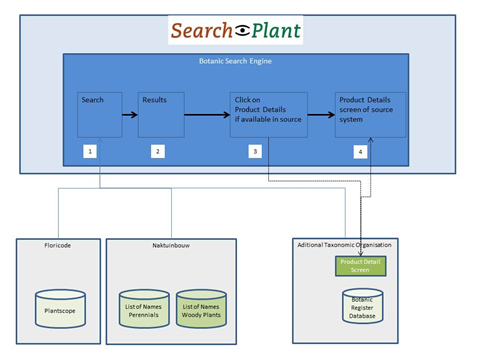 Search Plant
Botanic Search Engine
Search
Results
Click on
Product Details
if available in source
Product Details
screen of source
system
1
2
3
4
Floricode
Naktuinbouw
Aditional Taxonomic Organisation
Product Detail
Screen
Plantscope
List of Names
Perennials
List of Names
Woody Plants
Botanic
Register
Database